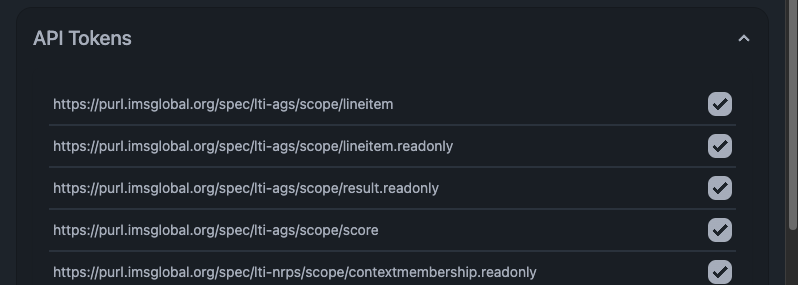 API Tokens
https://purl.imsglobal.org/spec/lti-ags/scope/lineitem
https://purl.imsglobal.org/spec/lti-ags/scope/lineitem.readonly
https://purl.imsglobal.org/spec/lti-ags/scope/result.readonly
https://purl.imsglobal.org/spec/lti-ags/scope/score
https://purl.imsglobal.org/spec/lti-nrps/scope/contextmembership.readonly